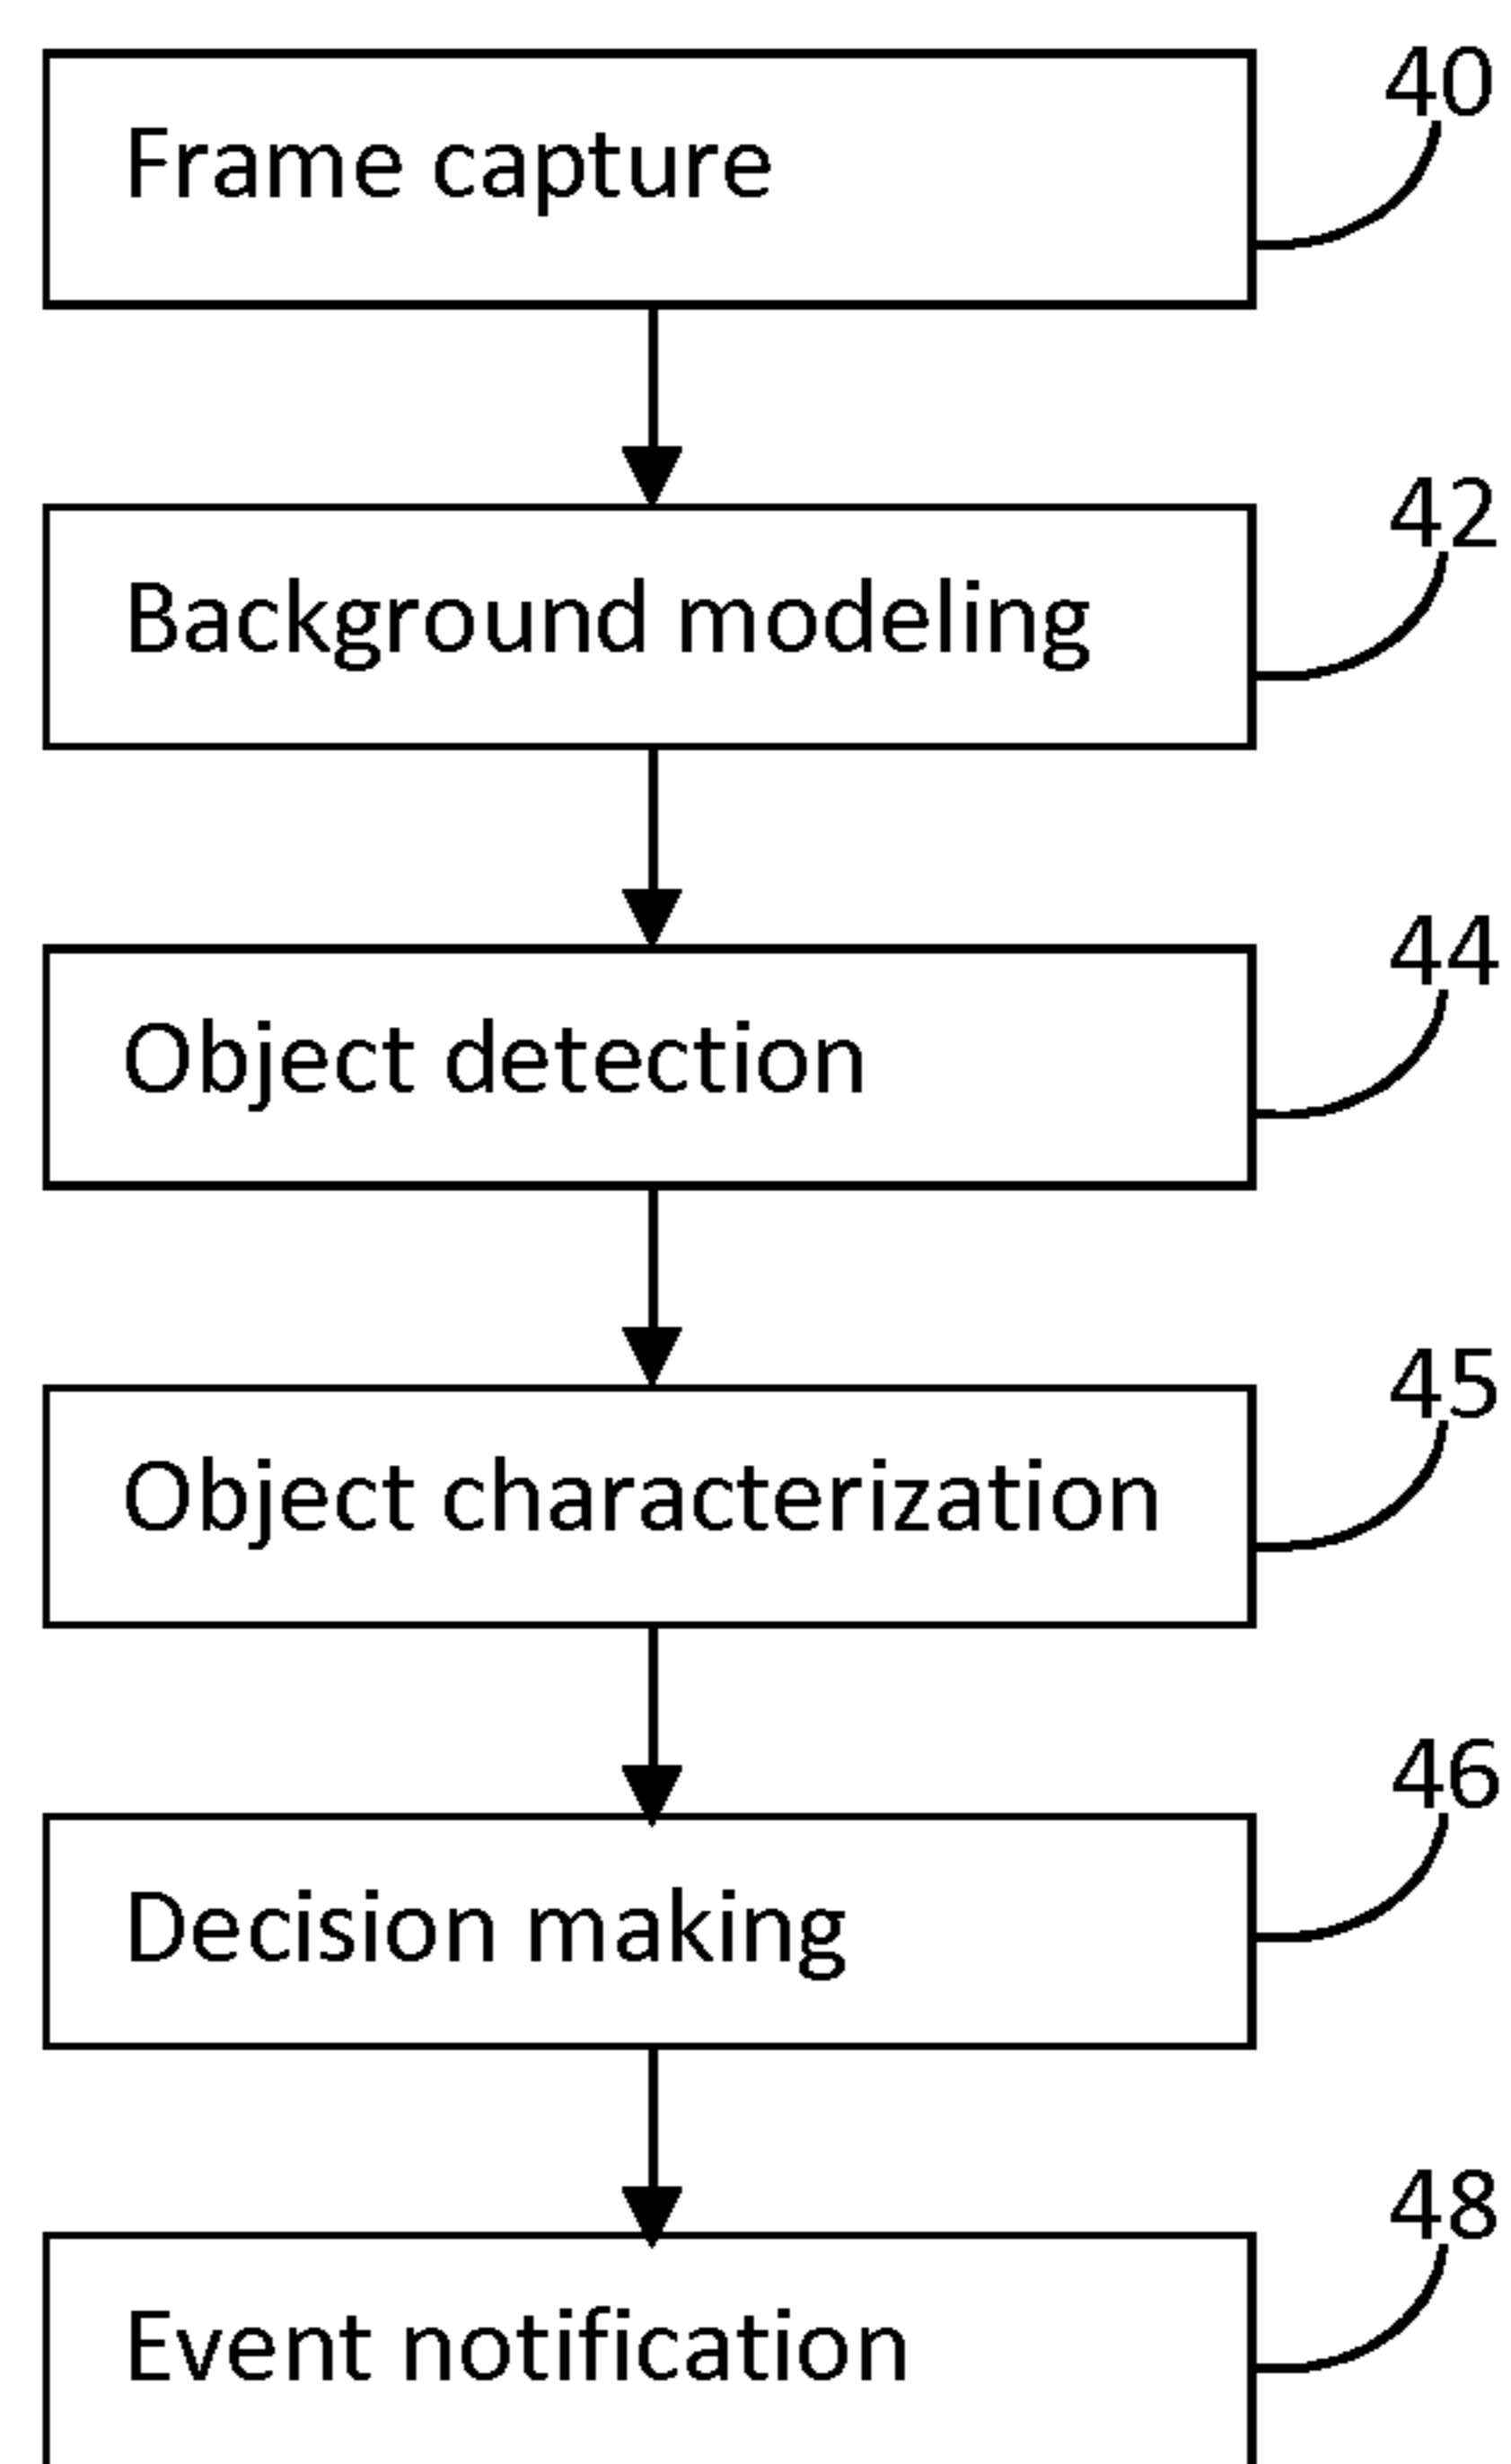 40
Frame capture
42
Background modeling
44
Object detection
45
Object characterization
46
Decision making
48
Event notification